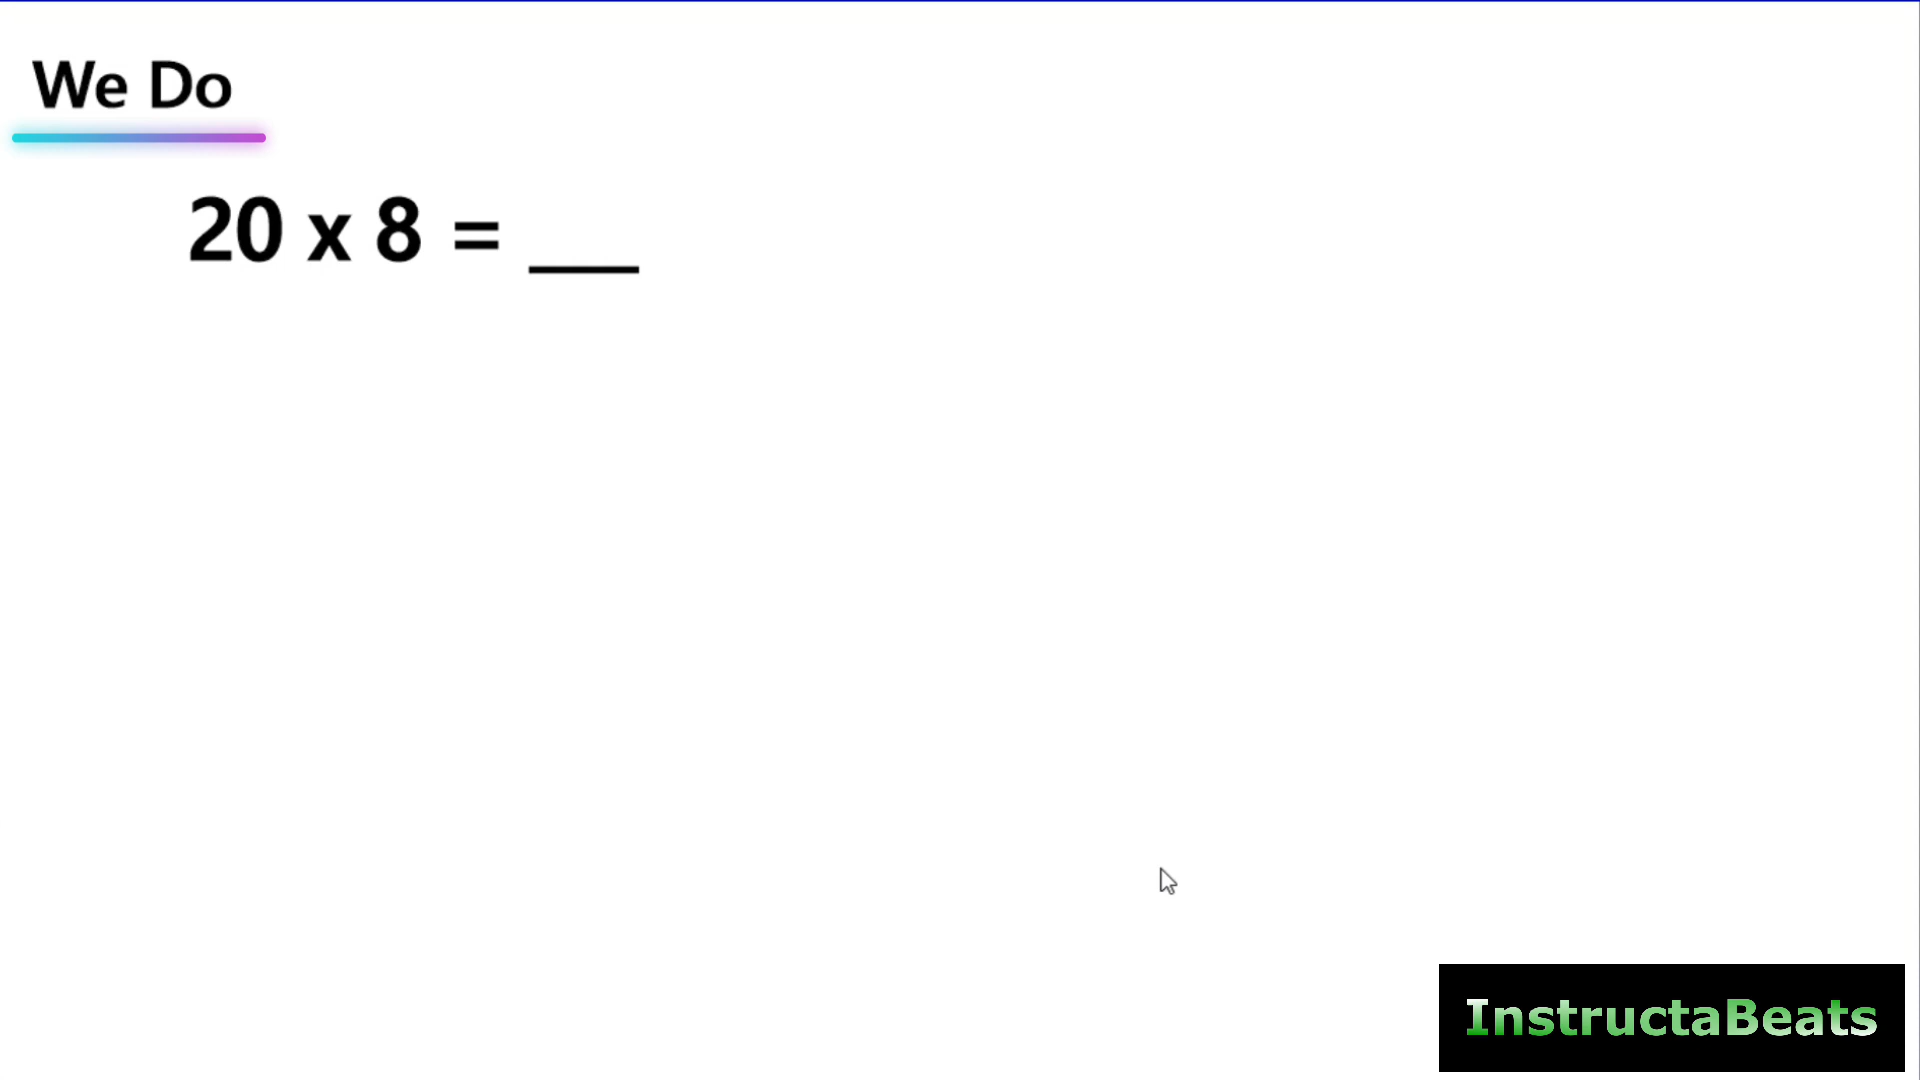 We Do
20 x 8 = ___
InstructaBeats